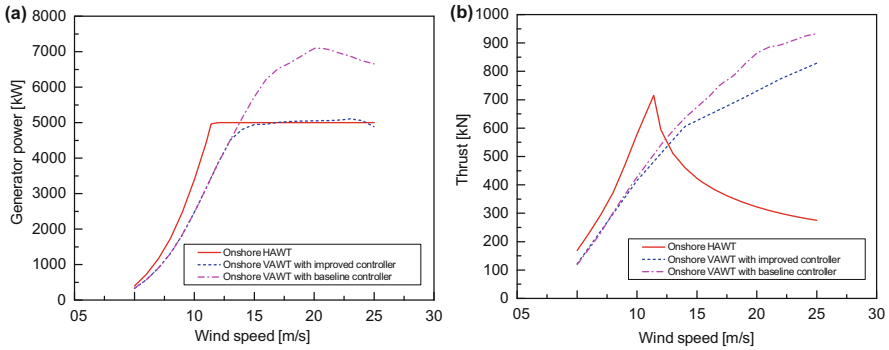 (a)
8000
7000
6000
5000
4000
3000
2000
1000
0
Generator power [kW]
Onshore HAWT
Onshore VAWT with improved controller
Onshore VAWT with baseline controller
05 10 15 20 25 30
Wind speed [m/s]
(b)
1000
900
800
700
600
500
400
300
200
100
0
Thrust [kN]
Onshore HAWT
Onshore VAWT with improved controller
Onshore VAWT with baseline controller
05 10 15 20 25 30
Wind speed [m/s]